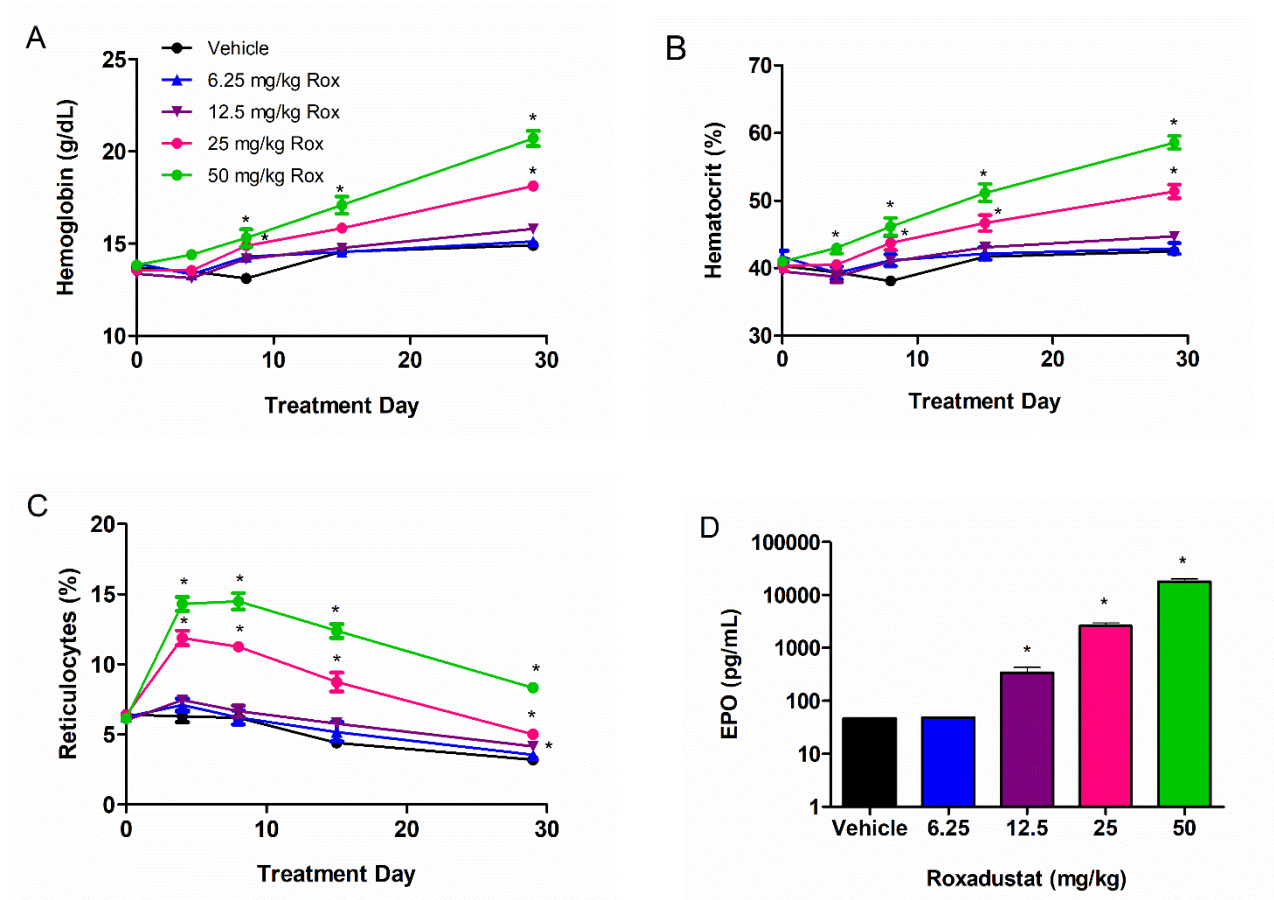 A
Vehicle
6.25 mg/kg Rox
12.5 mg/kg Rox
25 mg/kg Rox
50 mg/kg Rox
25
20
15
10
Hemoglobin (g/dL)
* * * * *
0 10 20 30
Treatment Day
B
70
60
50
40
30
Hematocrit (%)
* * * * * * *
0 10 20 30
Treatment Day
C
20
15
10
5
0
Reticulocytes (%)
* * * * * * * * *
0 10 20 30
Treatment Day
D
100000
10000
1000
100
10
1
EPO (pg/mL)
* * *
Vehicle 6.25 12.5 25 50
Roxadustat (mg/kg)